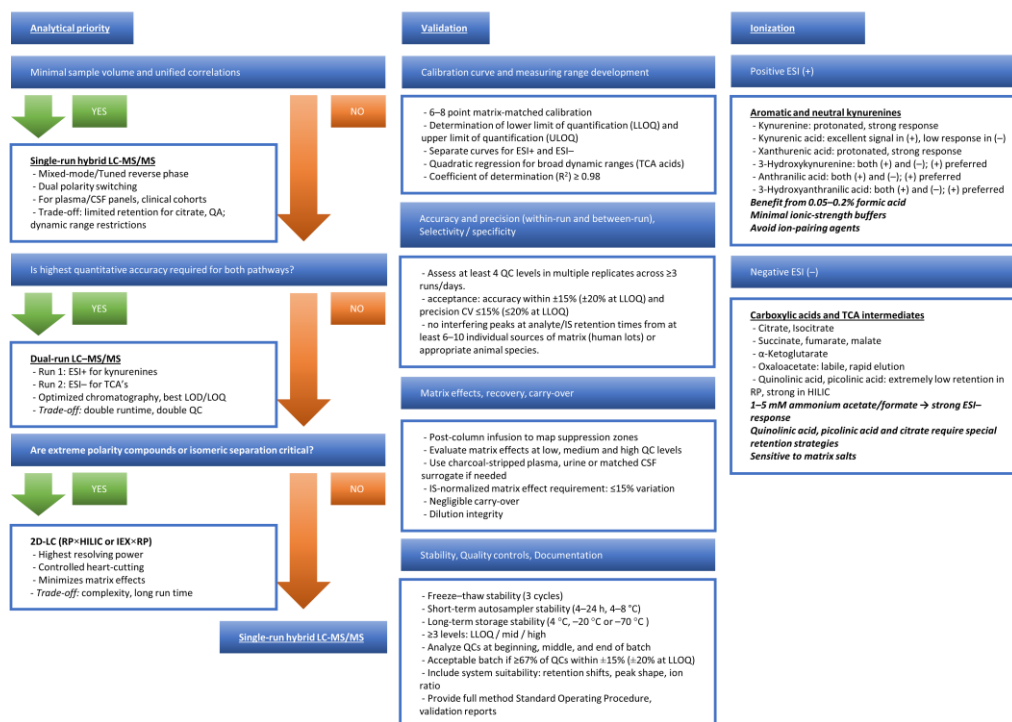 Analytical priority
Minimal sample volume and unified correlations
YES
NO
Single-run hybrid LC-MS/MS
- Mixed-mode/Tuned reverse phase
- Dual polarity switching
- For plasma/CSF panels, clinical cohorts
- Trade-off: limited retention for citrate, QA;
dynamic range restrictions
Is highest quantitative accuracy required for both pathways?
YES
NO
Dual-run LC–MS/MS
- Run 1: ESI+ for kynurenines
- Run 2: ESI– for TCA's
- Optimized chromatography, best LOD/LOQ
- Trade-off: double runtime, double QC
Are extreme polarity compounds or isomeric separation critical?
YES
NO
2D-LC (RP×HILIC or IEX×RP)
- Highest resolving power
- Controlled heart-cutting
- Minimizes matrix effects
- Trade-off: complexity, long run time
Single-run hybrid LC-MS/MS
Validation
Calibration curve and measuring range development
- 6–8 point matrix-matched calibration
- Determination of lower limit of quantification (LLOQ) and
upper limit of quantification (ULOQ)
- Separate curves for ESI+ and ESI–
- Quadratic regression for broad dynamic ranges (TCA acids)
- Coefficient of determination (R²) ≥ 0.98
Accuracy and precision (within-run and between-run),
Selectivity / specificity
- Assess at least 4 QC levels in multiple replicates across ≥3
runs/days.
- acceptance: accuracy within ±15% (±20% at LLOQ) and
precision CV ≤15% (≤20% at LLOQ)
- no interfering peaks at analyte/IS retention times from at
least 6–10 individual sources of matrix (human lots) or
appropriate animal species.
Matrix effects, recovery, carry-over
- Post-column infusion to map suppression zones
- Evaluate matrix effects at low, medium and high QC levels
- Use charcoal-stripped plasma, urine or matched CSF
surrogate if needed
- IS-normalized matrix effect requirement: ≤15% variation
- Negligible carry-over
- Dilution integrity
Stability, Quality controls, Documentation
- Freeze–thaw stability (3 cycles)
- Short-term autosampler stability (4–24 h, 4–8 °C)
- Long-term storage stability (4 °C, –20 °C or –70 °C )
- ≥3 levels: LLOQ / mid / high
- Analyze QCs at beginning, middle, and end of batch
- Acceptable batch if ≥67% of QCs within ±15% (±20% at LLOQ)
- Include system suitability: retention shifts, peak shape, ion
ratio
- Provide full method Standard Operating Procedure,
validation reports
Ionization
Positive ESI (+)
Aromatic and neutral kynurenines
- Kynurenine: protonated, strong response
- Kynurenic acid: excellent signal in (+), low response in (–)
- Xanthurenic acid: protonated, strong response
- 3-Hydroxykynurenine: both (+) and (–); (+) preferred
- Anthranilic acid: both (+) and (–); (+) preferred
- 3-Hydroxyanthranilic acid: both (+) and (–); (+) preferred
Benefit from 0.05–0.2% formic acid
Minimal ionic-strength buffers
Avoid ion-pairing agents
Negative ESI (–)
Carboxylic acids and TCA intermediates
- Citrate, Isocitrate
- Succinate, fumarate, malate
- α-Ketoglutarate
- Oxaloacetate: labile, rapid elution
- Quinolinic acid, picolinic acid: extremely low retention in
RP, strong in HILIC
1–5 mM ammonium acetate/formate → strong ESI–
response
Quinolinic acid, picolinic acid and citrate require special
retention strategies
Sensitive to matrix salts